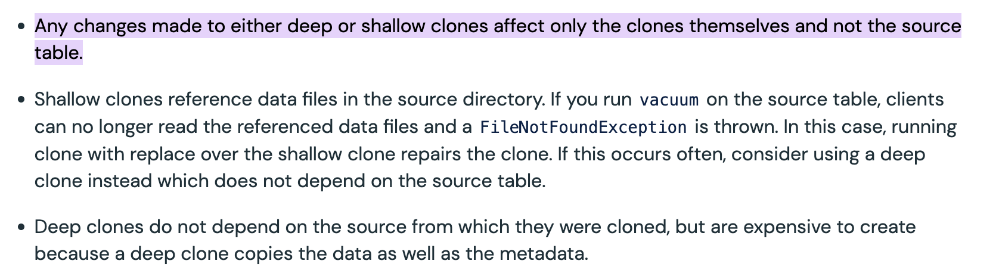 • Any changes made to either deep or shallow clones affect only the clones themselves and not the source
table.
• Shallow clones reference data files in the source directory. If you run vacuum on the source table, clients
can no longer read the referenced data files and a FileNotFoundException is thrown. In this case, running
clone with replace over the shallow clone repairs the clone. If this occurs often, consider using a deep
clone instead which does not depend on the source table.
• Deep clones do not depend on the source from which they were cloned, but are expensive to create
because a deep clone copies the data as well as the metadata.